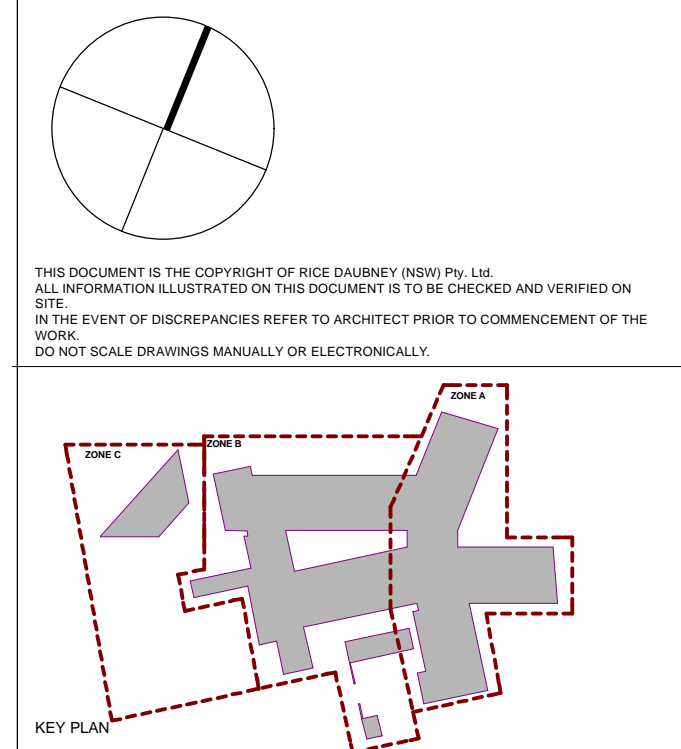 THIS DOCUMENT IS THE COPYRIGHT OF RICE DAUBNEY (NSW) Pty. Ltd.
ALL INFORMATION ILLUSTRATED ON THIS DOCUMENT IS TO BE CHECKED AND VERIFIED ON
SITE.
IN THE EVENT OF DISCREPANCIES REFER TO ARCHITECT PRIOR TO COMMENCEMENT OF THE
WORK.
DO NOT SCALE DRAWINGS MANUALLY OR ELECTRONICALLY.
ZONE A
ZONE B
ZONE C
KEY PLAN